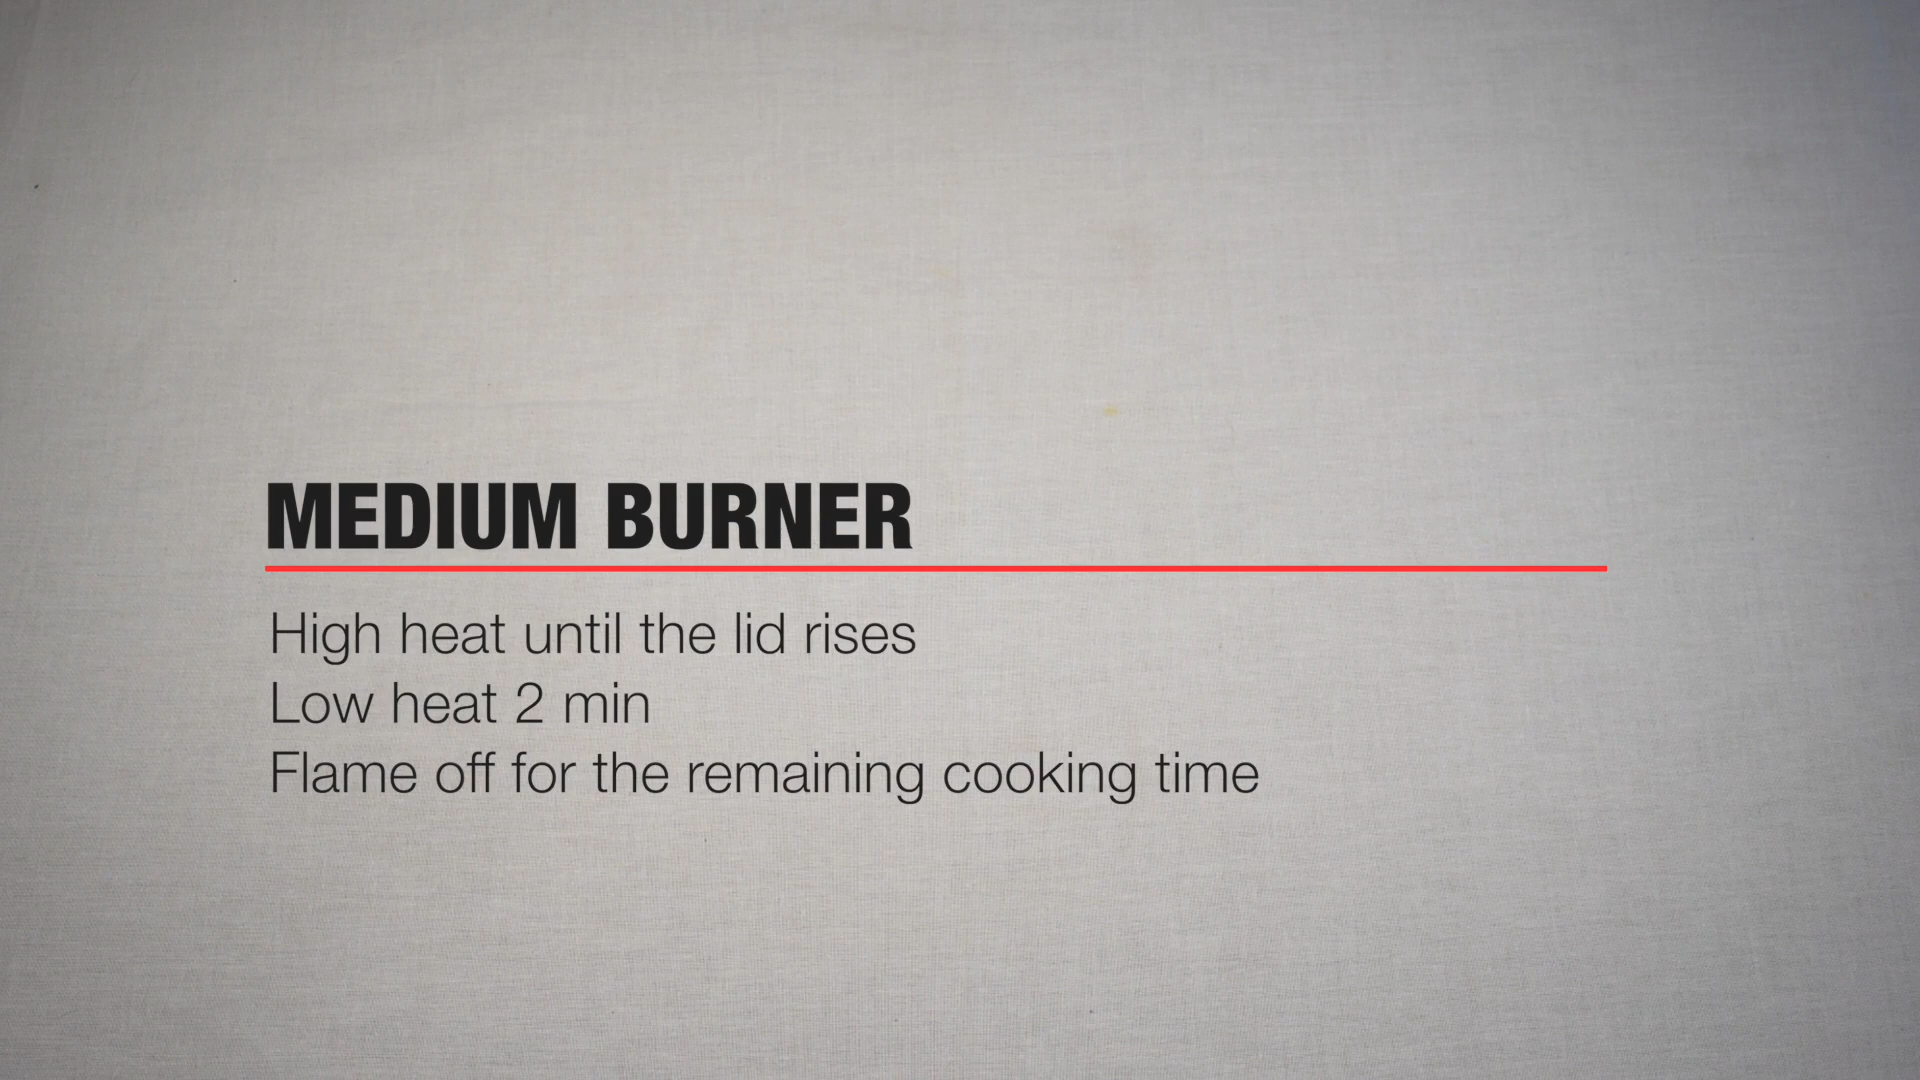 MEDIUM BURNER
High heat until the lid rises
Low heat 2 min
Flame off for the remaining cooking time